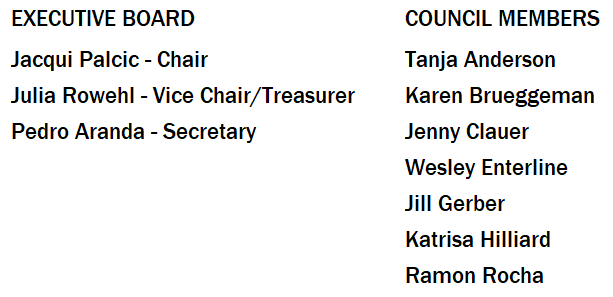 EXECUTIVE BOARD
Jacqui Palcic - Chair
Julia Rowehl - Vice Chair/Treasurer
Pedro Aranda - Secretary
COUNCIL MEMBERS
Tanja Anderson
Karen Brueggeman
Jenny Clauer
Wesley Enterline
Jill Gerber
Katrisa Hilliard
Ramon Rocha